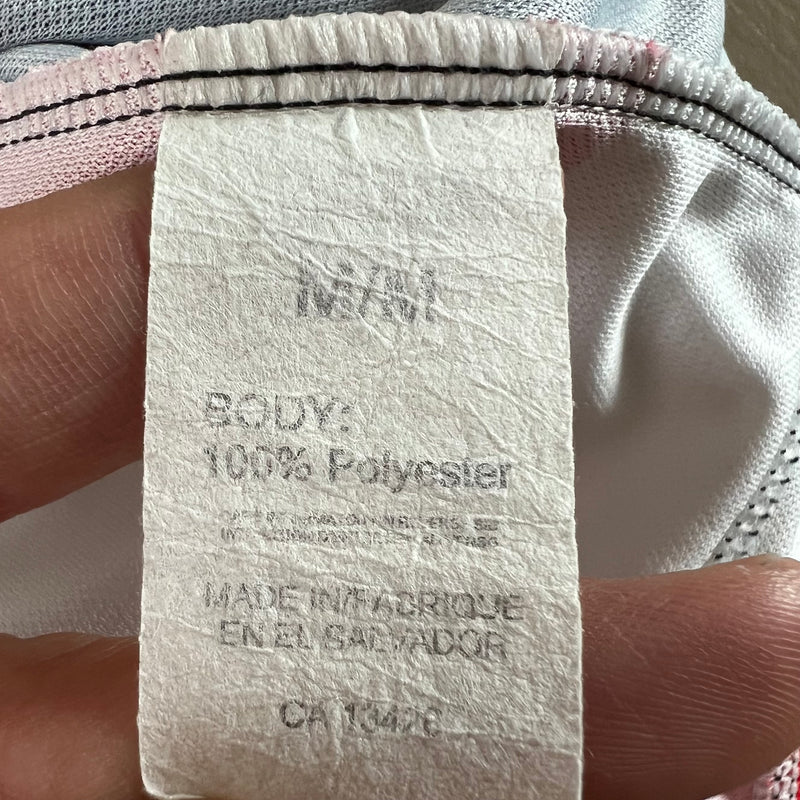 M/M
BODY:
100% Polyester
MADE IN/FABRIQUE
EN EL SALVADOR
CA 13426